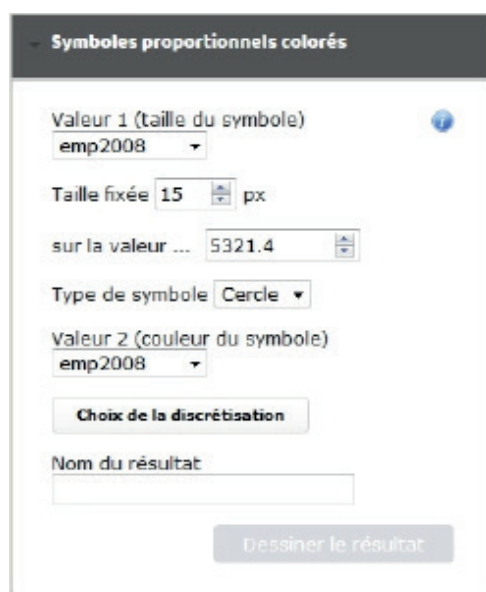 Symboles proportionnels colorés
Valeur 1 (taille du symbole)
emp2008
Taille fixée 15 px
sur la valeur ... 5321.4
Type de symbole Cercle
Valeur 2 (couleur du symbole)
emp2008
Choix de la discrétisation
Nom du résultat
Dessiner le résultat